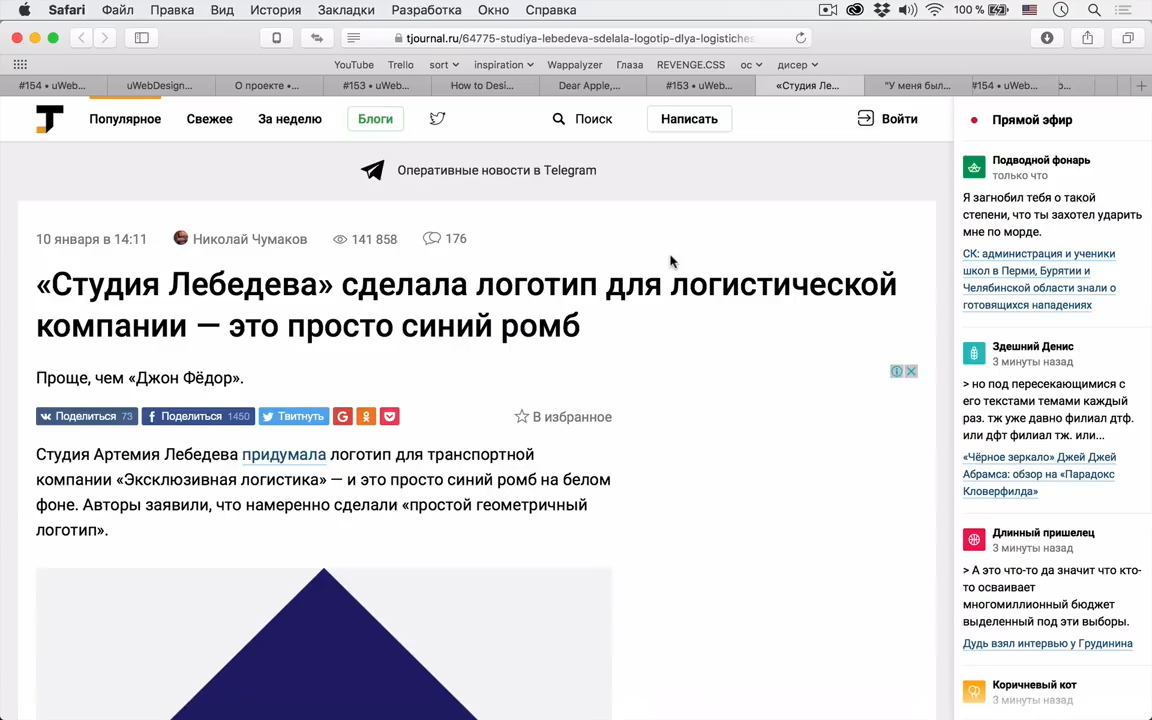 Safari Файл Правка Вид История Закладки Разработка Окно Справка 100 %
tjournal.ru/64775-studiya-lebedeva-sdelala-logotip-dlya-logistiches
YouTube Trello sort inspiration Wappalyzer Глаза REVENGE.CSS ос дисер
#154 • uWeb... uWebDesign... О проекте •... #153 • uWeb... How to Desi... Dear Apple,... #153 • uWeb... «Студия Ле... "У меня был... #154 • uWeb...
Популярное Свежее За неделю Блоги Поиск Написать Войти
Оперативные новости в Telegram
10 января в 14:11 Николай Чумаков 141 858 176
«Студия Лебедева» сделала логотип для логистической
компании — это просто синий ромб
Проще, чем «Джон Фёдор».
Поделиться 73 Поделиться 1450 Твитнуть В избранное
Студия Артемия Лебедева придумала логотип для транспортной
компании «Эксклюзивная логистика» — и это просто синий ромб на белом
фоне. Авторы заявили, что намеренно сделали «простой геометричный
логотип».
Прямой эфир
Подводной фонарь
только что
Я загнобил тебя о такой
степени, что ты захотел ударить
мне по морде.
СК: администрация и ученики
школ в Перми, Бурятии и
Челябинской области знали о
готовящихся нападениях
Здешний Денис
3 минуты назад
> но под пересекающимися с
его текстами темами каждый
раз. тж уже давно филиал дтф.
или дфт филиал тж. или...
«Чёрное зеркало» Джей Джей
Абрамса: обзор на «Парадокс
Кловерфилда»
Длинный пришелец
3 минуты назад
> А это что-то да значит что кто-
то осваивает
многомиллионный бюджет
выделенный под эти выборы.
Дудь взял интервью у Грудинина
Коричневый кот
3 минуты назад